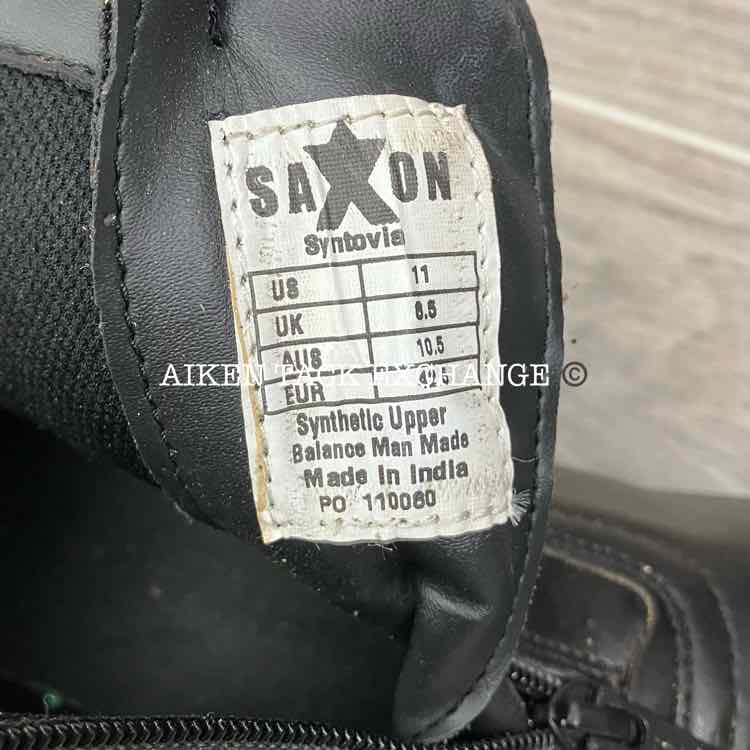 SAXON
Syntovia
US 11
UK 8.5
AUS 10.5
AIKEN TACK EXCHANGE ©
EUR
Synthetic Upper
Balance Man Made
Made in India
PO 110060